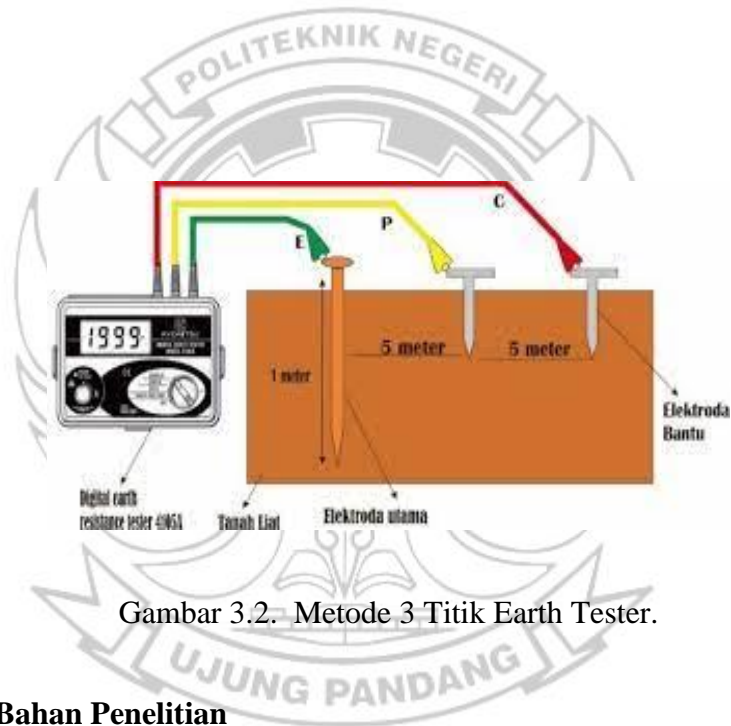 POLITEKNIK NEGERI
C
P
E
1999
KYORITSU
5 meter
5 meter
1 meter
Elektroda
Bantu
Digital earth
resistance tester 4105A
Tanah Liat
Elektroda utama
Gambar 3.2. Metode 3 Titik Earth Tester.
UJUNG PANDANG
Bahan Penelitian